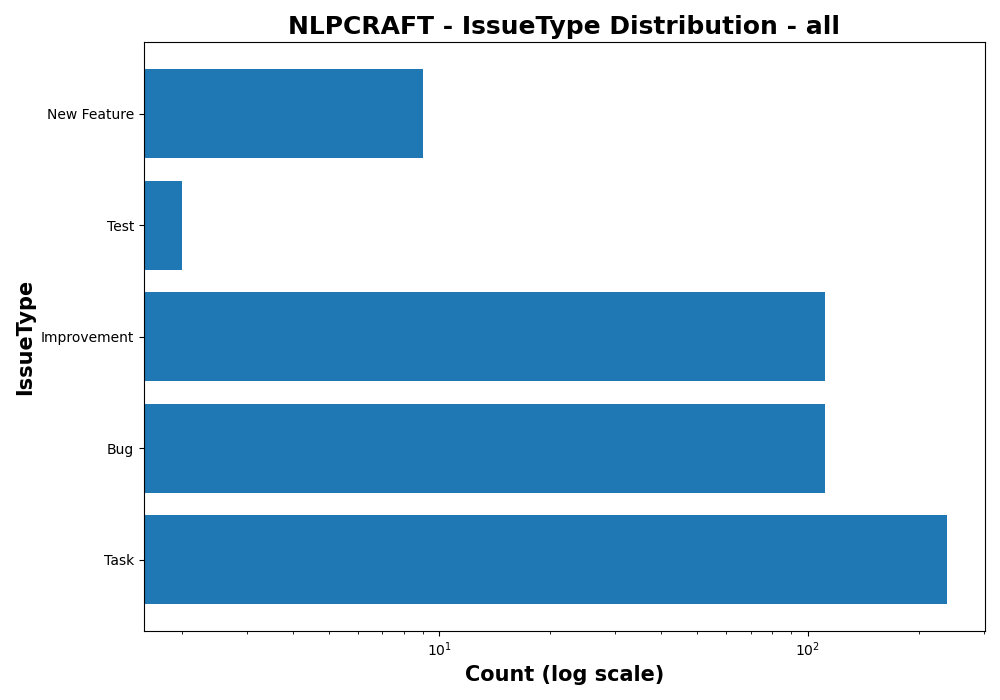 NLPCRAFT - IssueType Distribution - all
IssueType
New Feature
Test
Improvement
Bug
Task
10¹
10²
Count (log scale)